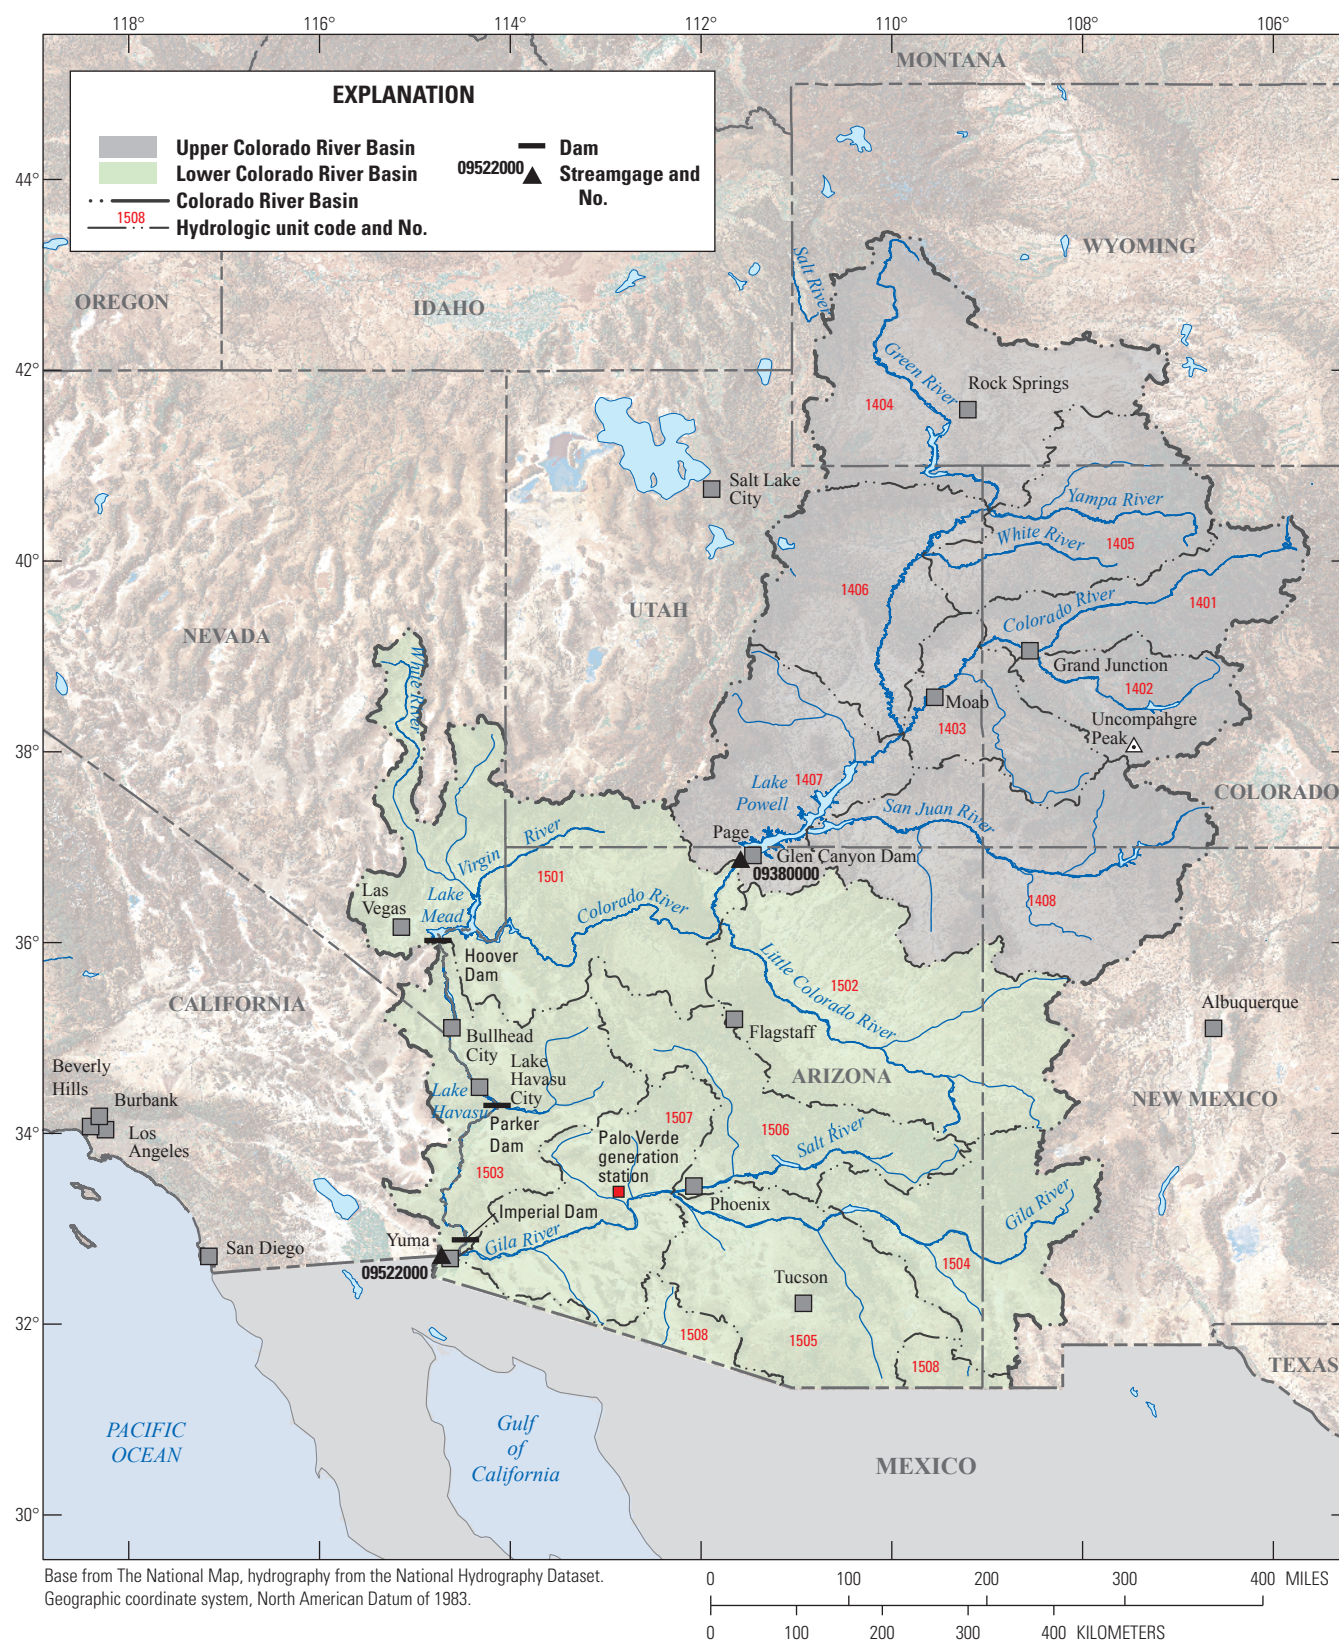 118°
116°
114°
112°
110°
108°
106°
44°
42°
40°
38°
36°
34°
32°
30°
EXPLANATION
Upper Colorado River Basin
Lower Colorado River Basin
Colorado River Basin
1508
Hydrologic unit code and No.
Dam
09522000
Streamgage and
No.
MONTANA
WYOMING
OREGON
IDAHO
Salt River
Green River
1404
Rock Springs
Salt Lake
City
Yampa River
White River
1405
1406
Colorado River
1401
UTAH
NEVADA
White River
Grand Junction
1402
Moab
1403
Uncompahgre
Peak
1407
Lake
Powell
COLORADO
San Juan River
Page
Glen Canyon Dam
09380000
Virgin River
1501
1408
Las
Vegas
Lake
Mead
Colorado River
Hoover
Dam
Little Colorado River
1502
CALIFORNIA
Albuquerque
Bullhead
City
Flagstaff
Lake
Havasu
City
Lake
Havasu
Beverly
Hills
Burbank
Los
Angeles
ARIZONA
NEW MEXICO
Parker
Dam
1507
1506
Salt River
Palo Verde
generation
station
1503
Phoenix
Gila River
Imperial Dam
Yuma
Gila River
San Diego
09522000
1504
Tucson
1508
1505
1508
TEXAS
PACIFIC
OCEAN
Gulf
of
California
MEXICO
Base from The National Map, hydrography from the National Hydrography Dataset.
Geographic coordinate system, North American Datum of 1983.
0 100 200 300 400 MILES
0 100 200 300 400 KILOMETERS